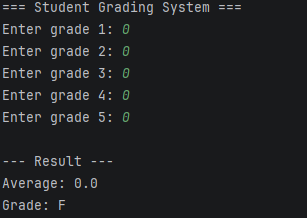 === Student Grading System ===
Enter grade 1: 0
Enter grade 2: 0
Enter grade 3: 0
Enter grade 4: 0
Enter grade 5: 0
--- Result ---
Average: 0.0
Grade: F